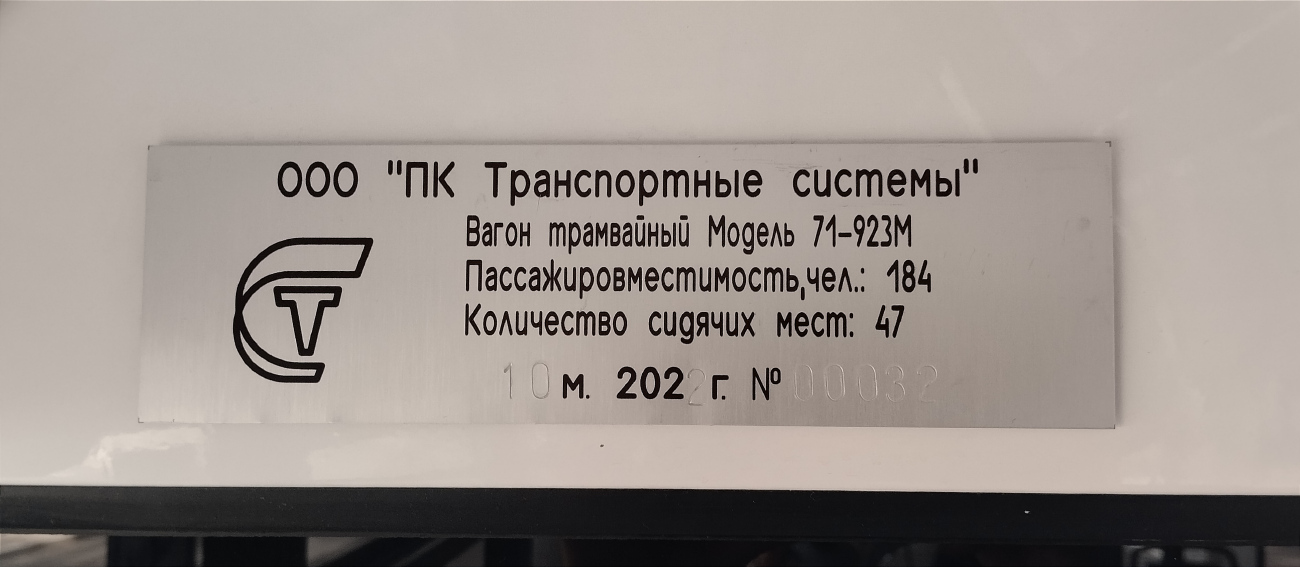 ООО "ПК Транспортные системы"
Вагон трамвайный Модель 71-923М
Пассажировместимость,чел.: 184
Количество сидячих мест: 47
СТ
10 м. 2022 г. № 00032